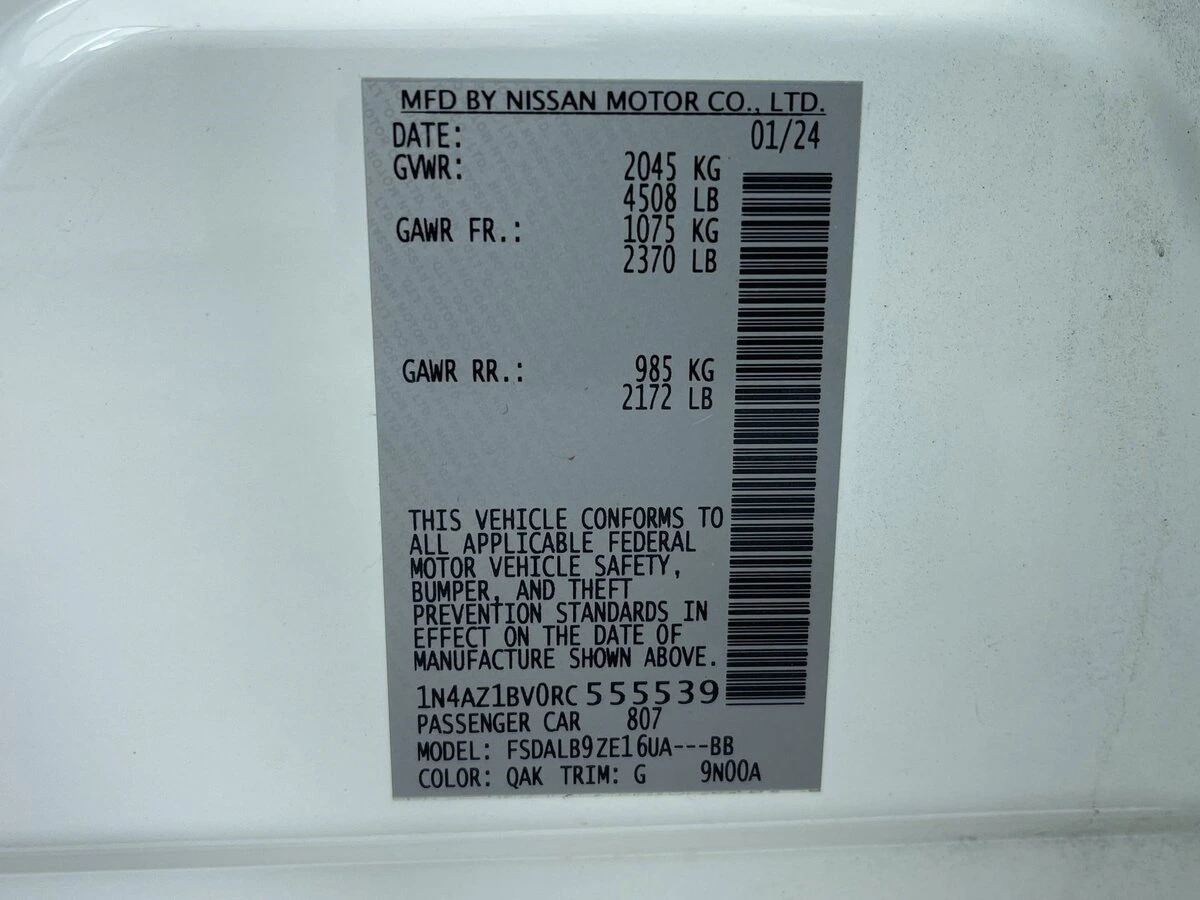 MFD BY NISSAN MOTOR CO., LTD.
DATE: 01/24
GVWR: 2045 KG
4508 LB
GAWR FR.: 1075 KG
2370 LB
GAWR RR.: 985 KG
2172 LB
THIS VEHICLE CONFORMS TO
ALL APPLICABLE FEDERAL
MOTOR VEHICLE SAFETY,
BUMPER, AND THEFT
PREVENTION STANDARDS IN
EFFECT ON THE DATE OF
MANUFACTURE SHOWN ABOVE.
1N4AZ1BV0RC555539
PASSENGER CAR 807
MODEL: FSDALB9ZE16UA---BB
COLOR: QAK TRIM: G 9N00A